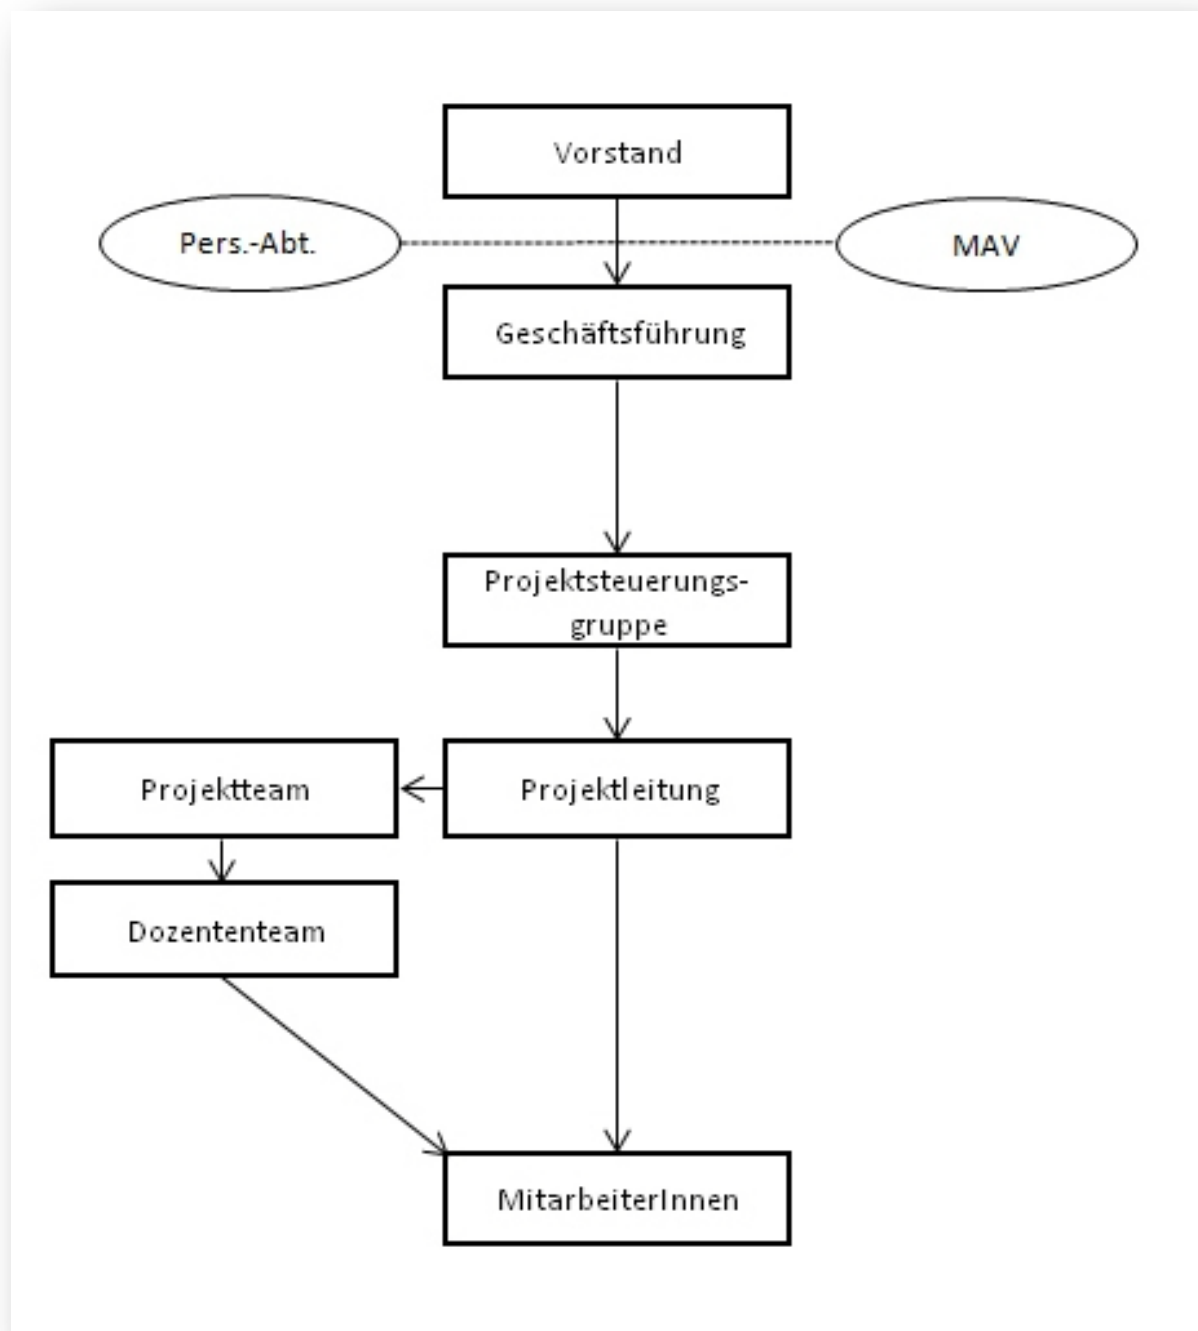 Vorstand
Pers.-Abt.
MAV
Geschäftsführung
Projektsteuerungs-
gruppe
Projektteam
Projektleitung
Dozententeam
MitarbeiterInnen